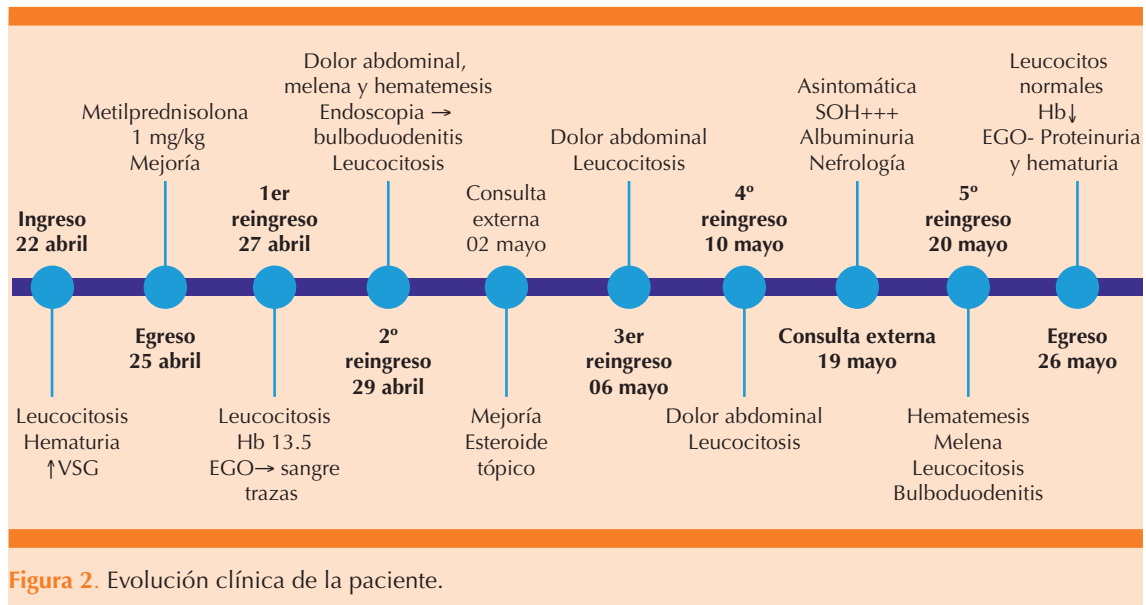 Ingreso
22 abril
Leucocitosis
Hematuria
↑VSG
Metilprednisolona
1 mg/kg
Mejoría
Egreso
25 abril
1er
reingreso
27 abril
Leucocitosis
Hb 13.5
EGO→ sangre
trazas
Dolor abdominal,
melena y hematemesis
Endoscopia →
bulboduodenitis
Leucocitosis
2º
reingreso
29 abril
Consulta
externa
02 mayo
Mejoría
Esteroide
tópico
Dolor abdominal
Leucocitosis
3er
reingreso
06 mayo
4º
reingreso
10 mayo
Dolor abdominal
Leucocitosis
Asintomática
SOH+++
Albuminuria
Nefrología
Consulta externa
19 mayo
5º
reingreso
20 mayo
Hematemesis
Melena
Leucocitosis
Bulboduodenitis
Leucocitos
normales
Hb↓
EGO- Proteinuria
y hematuria
Egreso
26 mayo
Figura 2. Evolución clínica de la paciente.